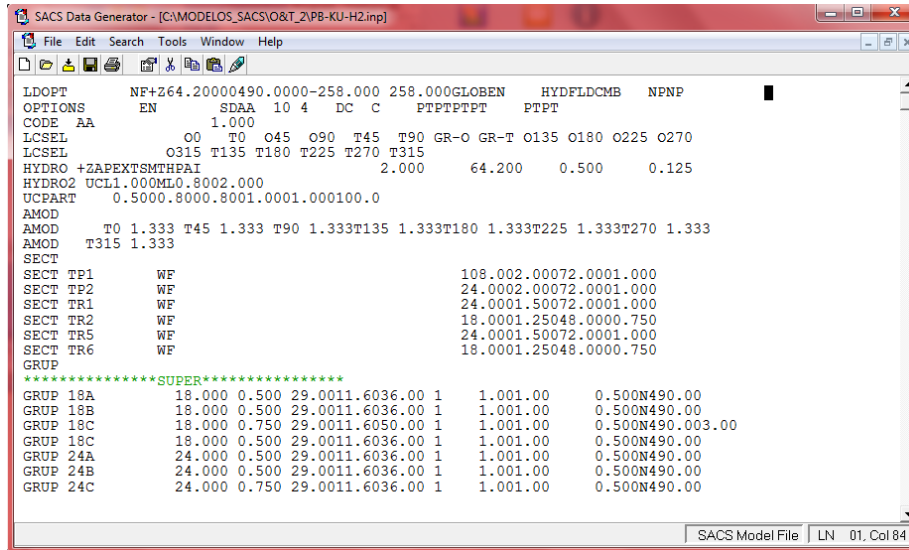 SACS Data Generator - [C:\MODELOS_SACS\O&T_2\PB-KU-H2.inp]
File Edit Search Tools Window Help
LDOPT NF+Z64.20000490.0000-258.000 258.000GLOBEN HYDFLDCMB NPNP
OPTIONS EN SDAA 10 4 DC C PTPTPTPT PTPT
CODE AA 1.000
LCSEL O0 T0 O45 O90 T45 T90 GR-O GR-T O135 O180 O225 O270
LCSEL O315 T135 T180 T225 T270 T315
HYDRO +ZAPEXTSMTHPAI 2.000 64.200 0.500 0.125
HYDRO2 UCL1.000ML0.8002.000
UCPART 0.5000.8000.8001.0001.000100.0
AMOD
AMOD T0 1.333 T45 1.333 T90 1.333T135 1.333T180 1.333T225 1.333T270 1.333
AMOD T315 1.333
SECT
SECT TP1 WF 108.002.00072.0001.000
SECT TP2 WF 24.0002.00070.0001.000
SECT TR1 WF 24.0001.50072.0001.000
SECT TR2 WF 18.0001.25048.0000.750
SECT TR5 WF 24.0001.50072.0001.000
SECT TR6 WF 18.0001.25048.0000.750
GRUP
***************SUPER****************
GRUP 18A 18.000 0.500 29.0011.6036.00 1 1.001.00 0.500N490.00
GRUP 18B 18.000 0.500 29.0011.6036.00 1 1.001.00 0.500N490.00
GRUP 18C 18.000 0.750 29.0011.6050.00 1 1.001.00 0.500N490.003.00
GRUP 18C 18.000 0.500 29.0011.6036.00 1 1.001.00 0.500N490.00
GRUP 24A 24.000 0.500 29.0011.6036.00 1 1.001.00 0.500N490.00
GRUP 24B 24.000 0.500 29.0011.6036.00 1 1.001.00 0.500N490.00
GRUP 24C 24.000 0.750 29.0011.6036.00 1 1.001.00 0.500N490.00
SACS Model File LN 01, Col 84